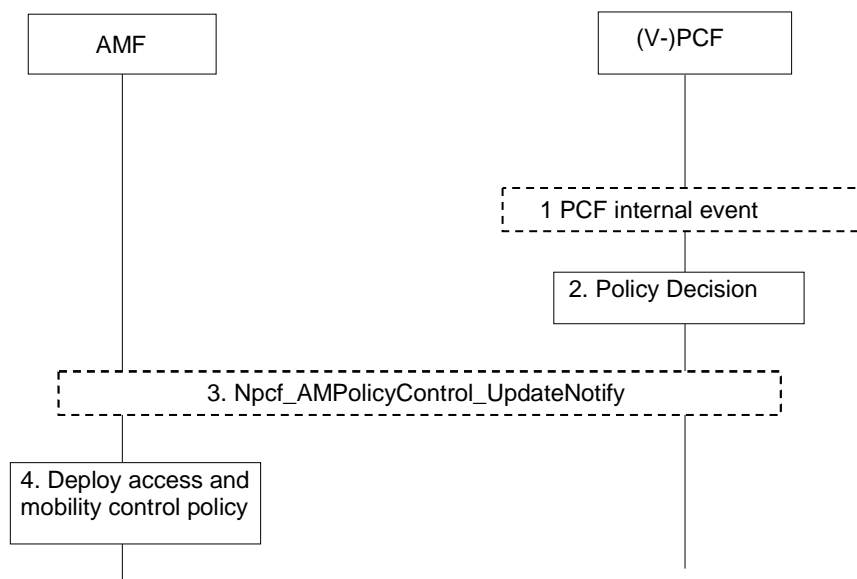 AMF
(V-)PCF
1 PCF internal event
2. Policy Decision
3. Npcf_AMPolicyControl_UpdateNotify
4. Deploy access and
mobility control policy